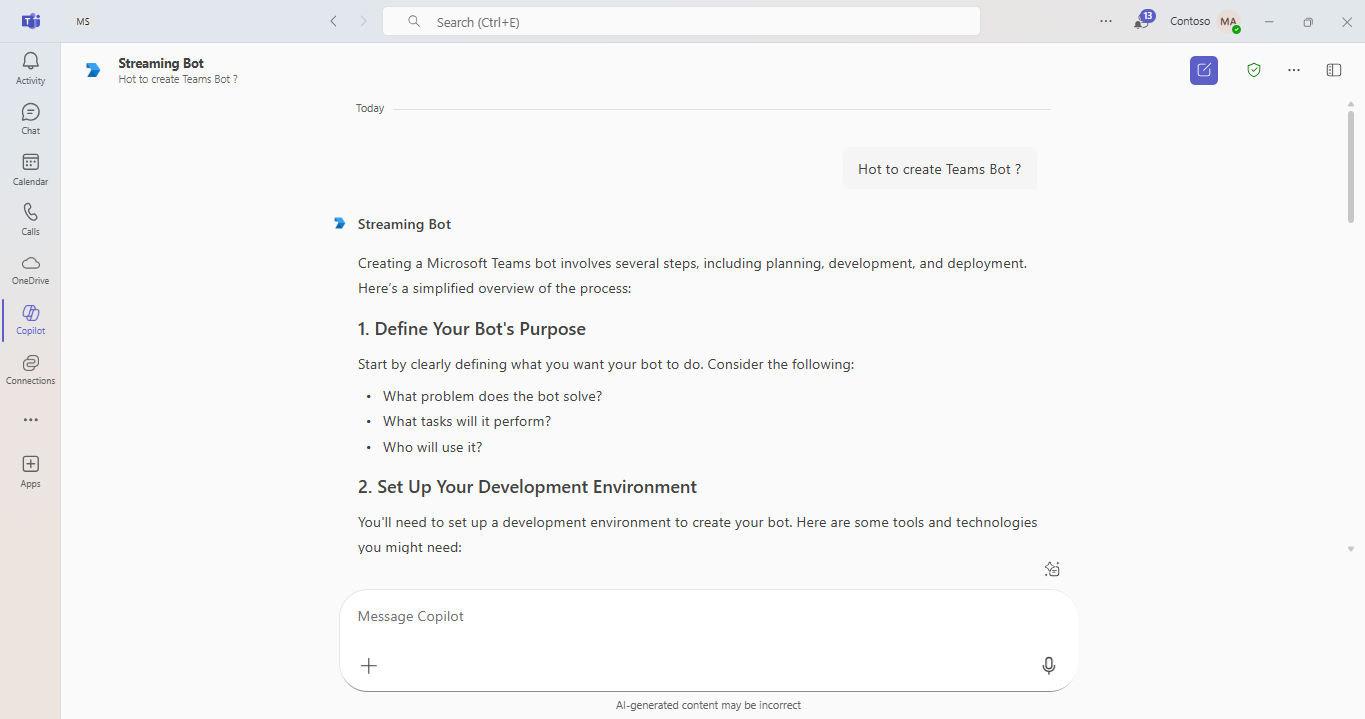 MS
Search (Ctrl+E)
13
Contoso
MA
Activity
Chat
Calendar
Calls
OneDrive
Copilot
Connections
Apps
Streaming Bot
Hot to create Teams Bot ?
Today
Hot to create Teams Bot ?
Streaming Bot
Creating a Microsoft Teams bot involves several steps, including planning, development, and deployment.
Here’s a simplified overview of the process:
1. Define Your Bot's Purpose
Start by clearly defining what you want your bot to do. Consider the following:
• What problem does the bot solve?
• What tasks will it perform?
• Who will use it?
2. Set Up Your Development Environment
You'll need to set up a development environment to create your bot. Here are some tools and technologies
you might need:
Message Copilot
AI-generated content may be incorrect